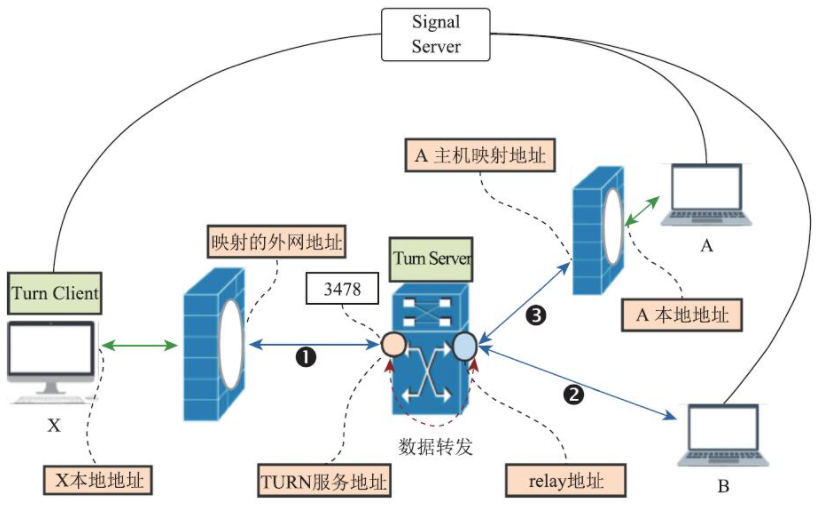 Signal
Server
A 主机映射地址
映射的外网地址
Turn Server
A
Turn Client
3478
A 本地地址
❶
❸
❷
X
数据转发
B
X本地地址
TURN服务地址
relay地址